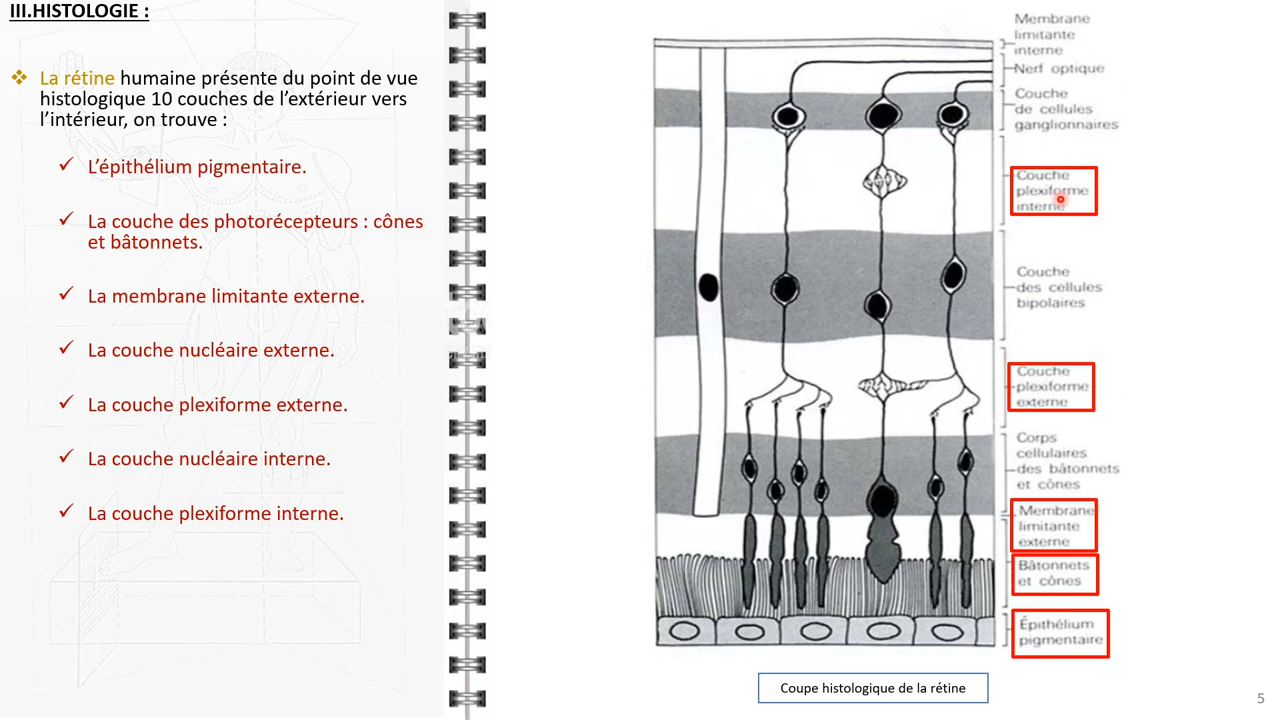 III.HISTOLOGIE :
La rétine humaine présente du point de vue
histologique 10 couches de l'extérieur vers
l'intérieur, on trouve :
L'épithélium pigmentaire.
La couche des photorécepteurs : cônes
et bâtonnets.
La membrane limitante externe.
La couche nucléaire externe.
La couche plexiforme externe.
La couche nucléaire interne.
La couche plexiforme interne.
Membrane
limitante
interne
Nerf optique
Couche
de cellules
ganglionnaires
Couche
plexiforme
interne
Couche
des cellules
bipolaires
Couche
plexiforme
externe
Corps
cellulaires
des bâtonnets
et cônes
Membrane
limitante
externe
Bâtonnets
et cônes
Épithélium
pigmentaire
Coupe histologique de la rétine
5